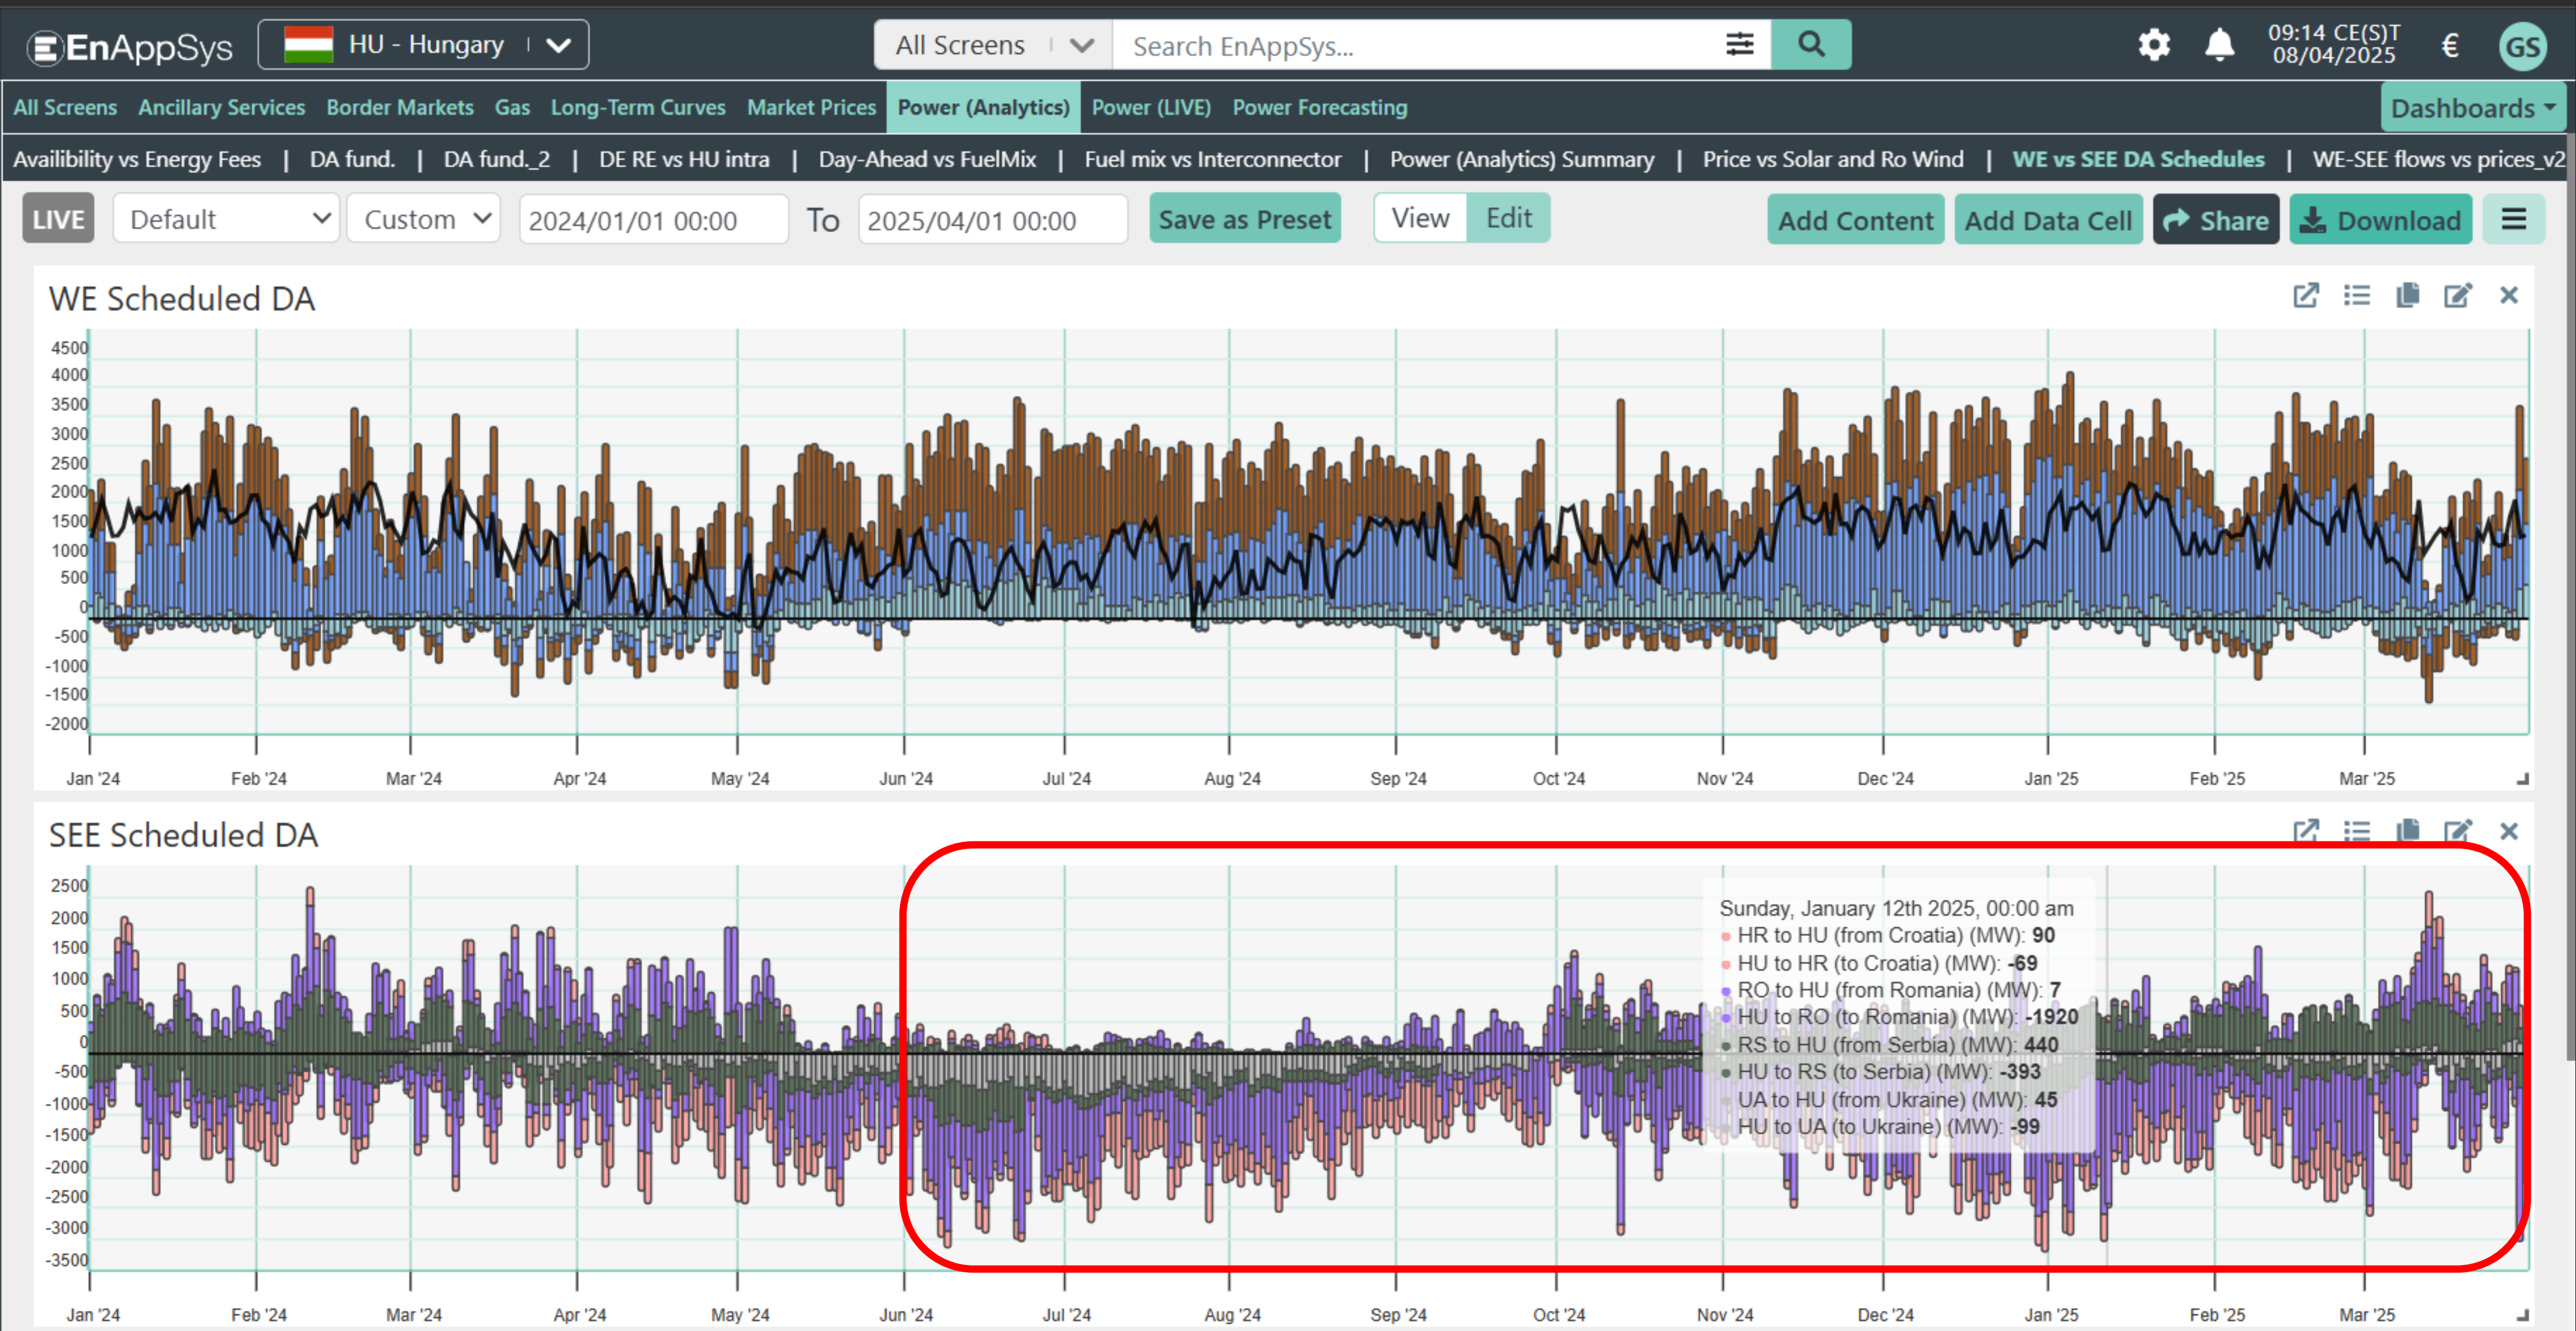 EnAppSys HU - Hungary All Screens Search EnAppSys... 09:14 CE(S)T 08/04/2025 € GS
All Screens Ancillary Services Border Markets Gas Long-Term Curves Market Prices Power (Analytics) Power (LIVE) Power Forecasting Dashboards
Availibility vs Energy Fees | DA fund. | DA fund._2 | DE RE vs HU intra | Day-Ahead vs FuelMix | Fuel mix vs Interconnector | Power (Analytics) Summary | Price vs Solar and Ro Wind | WE vs SEE DA Schedules | WE-SEE flows vs prices_v2
LIVE Default Custom 2024/01/01 00:00 To 2025/04/01 00:00 Save as Preset View Edit Add Content Add Data Cell Share Download
WE Scheduled DA
4500
4000
3500
3000
2500
2000
1500
1000
500
0
-500
-1000
-1500
-2000
Jan '24 Feb '24 Mar '24 Apr '24 May '24 Jun '24 Jul '24 Aug '24 Sep '24 Oct '24 Nov '24 Dec '24 Jan '25 Feb '25 Mar '25
SEE Scheduled DA
2500
2000
1500
1000
500
0
-500
-1000
-1500
-2000
-2500
-3000
-3500
Sunday, January 12th 2025, 00:00 am
HR to HU (from Croatia) (MW): 90
HU to HR (to Croatia) (MW): -69
RO to HU (from Romania) (MW): 7
HU to RO (to Romania) (MW): -1920
RS to HU (from Serbia) (MW): 440
HU to RS (to Serbia) (MW): -393
UA to HU (from Ukraine) (MW): 45
HU to UA (to Ukraine) (MW): -99
Jan '24 Feb '24 Mar '24 Apr '24 May '24 Jun '24 Jul '24 Aug '24 Sep '24 Oct '24 Nov '24 Dec '24 Jan '25 Feb '25 Mar '25